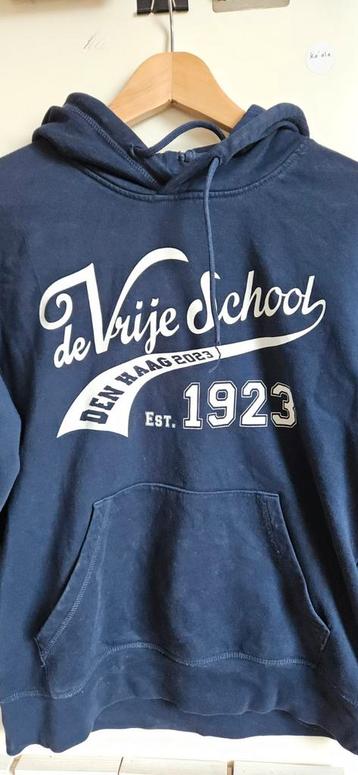 de Vrije School
DEN HAAG 2023
EST. 1923